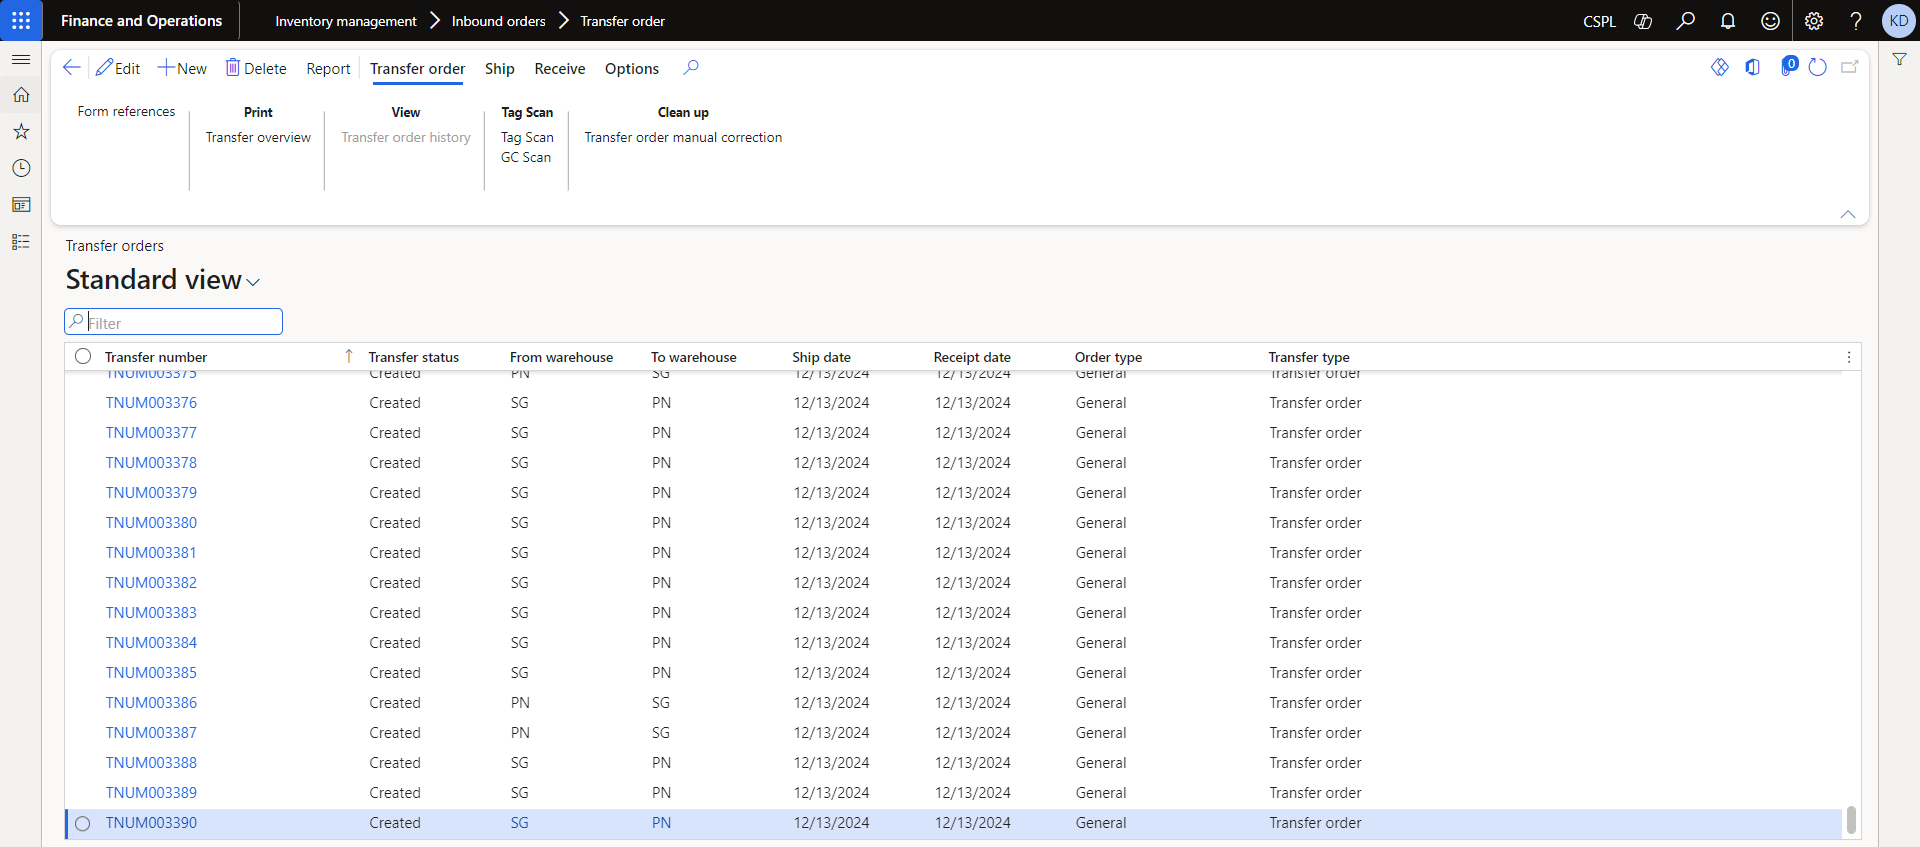 Finance and Operations Inventory management Inbound orders Transfer order CSPL KD
Edit New Delete Report Transfer order Ship Receive Options 0
Form references Print View Tag Scan Clean up
Transfer overview Transfer order history Tag Scan Transfer order manual correction
GC Scan
Transfer orders
Standard view
Filter
Transfer number Transfer status From warehouse To warehouse Ship date Receipt date Order type Transfer type
TNUM003375 Created PN SG 12/13/2024 12/13/2024 General Transfer order
TNUM003376 Created SG PN 12/13/2024 12/13/2024 General Transfer order
TNUM003377 Created SG PN 12/13/2024 12/13/2024 General Transfer order
TNUM003378 Created SG PN 12/13/2024 12/13/2024 General Transfer order
TNUM003379 Created SG PN 12/13/2024 12/13/2024 General Transfer order
TNUM003380 Created SG PN 12/13/2024 12/13/2024 General Transfer order
TNUM003381 Created SG PN 12/13/2024 12/13/2024 General Transfer order
TNUM003382 Created SG PN 12/13/2024 12/13/2024 General Transfer order
TNUM003383 Created SG PN 12/13/2024 12/13/2024 General Transfer order
TNUM003384 Created SG PN 12/13/2024 12/13/2024 General Transfer order
TNUM003385 Created SG PN 12/13/2024 12/13/2024 General Transfer order
TNUM003386 Created PN SG 12/13/2024 12/13/2024 General Transfer order
TNUM003387 Created PN SG 12/13/2024 12/13/2024 General Transfer order
TNUM003388 Created SG PN 12/13/2024 12/13/2024 General Transfer order
TNUM003389 Created SG PN 12/13/2024 12/13/2024 General Transfer order
TNUM003390 Created SG PN 12/13/2024 12/13/2024 General Transfer order